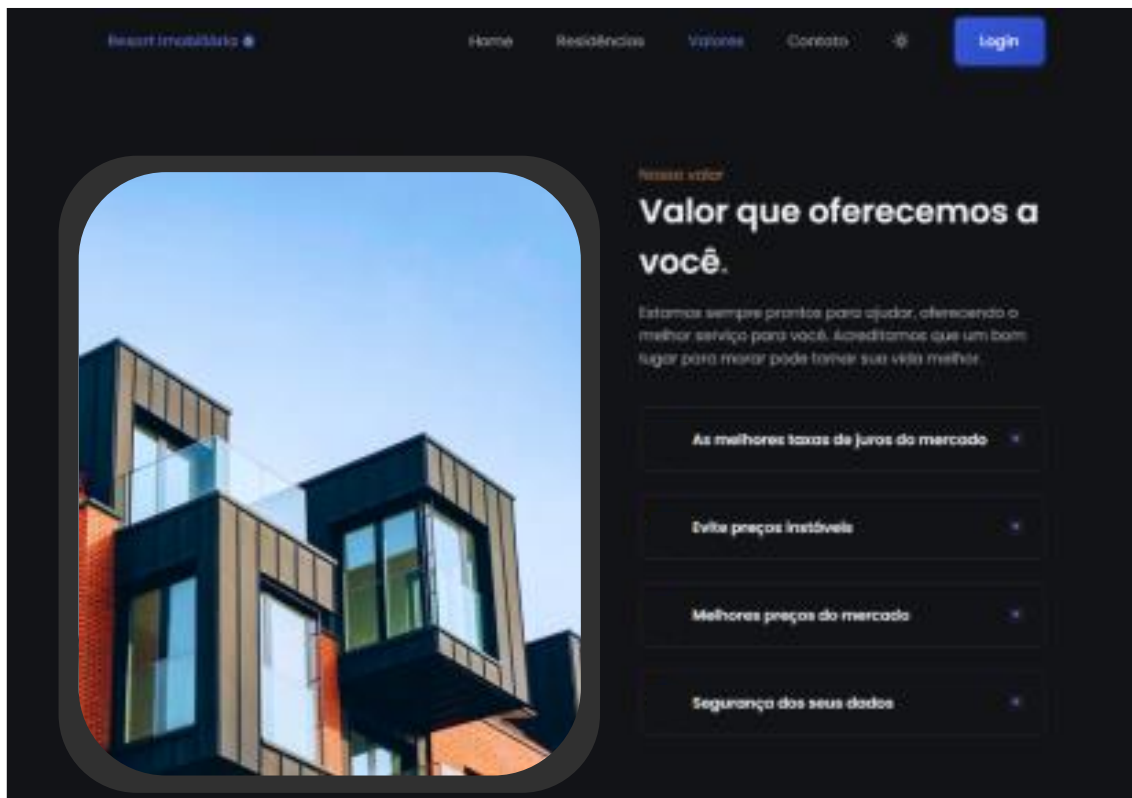 Resort Imobiliário
Home
Residências
Valores
Contato
Login
Nosso valor
Valor que oferecemos a
você.
Estamos sempre prontos para ajudar, oferecendo o
melhor serviço para você. Acreditamos que um bom
lugar para morar pode tornar sua vida melhor.
As melhores taxas de juros do mercado
Evite preços instáveis
Melhores preços do mercado
Segurança dos seus dados